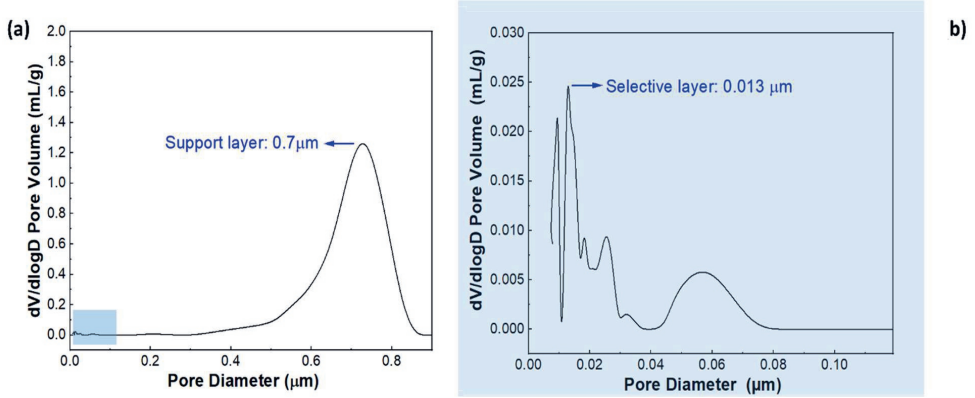 (a)
dV/dlogD Pore Volume (mL/g)
2.0
1.8
1.6
1.4
1.2
1.0
0.8
0.6
0.4
0.2
0.0
Support layer: 0.7μm
0.0 0.2 0.4 0.6 0.8
Pore Diameter (μm)
b)
dV/dlogD Pore Volume (mL/g)
0.030
0.025
0.020
0.015
0.010
0.005
0.000
Selective layer: 0.013 μm
0.00 0.02 0.04 0.06 0.08 0.10
Pore Diameter (μm)